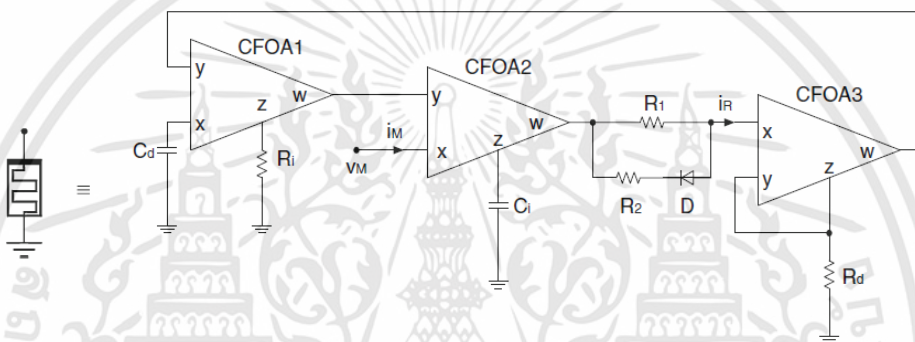 CFOA1
y
x
z
w
Cd
Ri
iM
vM
CFOA2
y
x
z
w
Ci
R1
iR
R2
D
CFOA3
x
y
z
w
Rd
≡